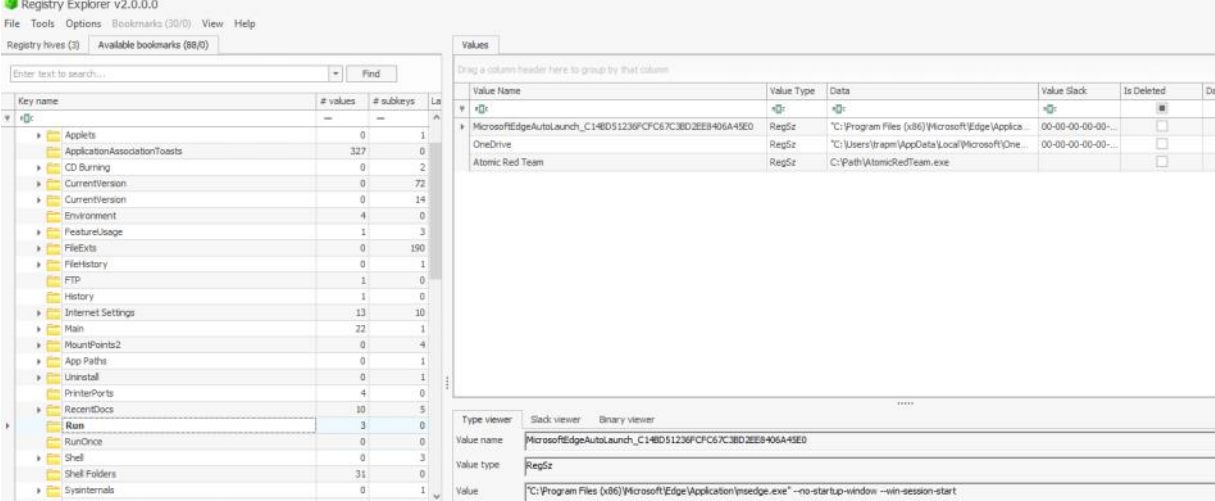 Registry Explorer v2.0.0.0
File Tools Options Bookmarks (30/0) View Help
Registry hives (3) Available bookmarks (88/0) Values
Enter text to search... Find Drag a column header here to group by that column
Key name # values # subkeys La Value Name Value Type Data Value Slack Is Deleted Da
Applets 0 1
MicrosoftEdgeAutoLaunch_C14BD51236FCFC67C3BD2EE8406A45E0 RegSz "C:\Program Files (x86)\Microsoft\Edge\Applica... 00-00-00-00-00-...
ApplicationAssociationToasts 327 0
OneDrive RegSz "C:\Users\trapm\AppData\Local\Microsoft\One... 00-00-00-00-00-...
CD Burning 0 2
Atomic Red Team RegSz C:\Path\AtomicRedTeam.exe
CurrentVersion 0 72
CurrentVersion 0 14
Environment 4 0
FeatureUsage 1 3
FileExts 0 190
FileHistory 0 1
FTP 1 0
History 1 0
Internet Settings 13 10
Main 22 1
MountPoints2 0 4
App Paths 0 1
Uninstall 0 1
PrinterPorts 4 0
RecentDocs 10 5
Run 3 0
RunOnce 0 0
Shell 0 3
Shell Folders 31 0
Sysinternals 0 1
Type viewer Slack viewer Binary viewer
Value name MicrosoftEdgeAutoLaunch_C14BD51236FCFC67C3BD2EE8406A45E0
Value type RegSz
Value "C:\Program Files (x86)\Microsoft\Edge\Application\msedge.exe" --no-startup-window --win-session-start